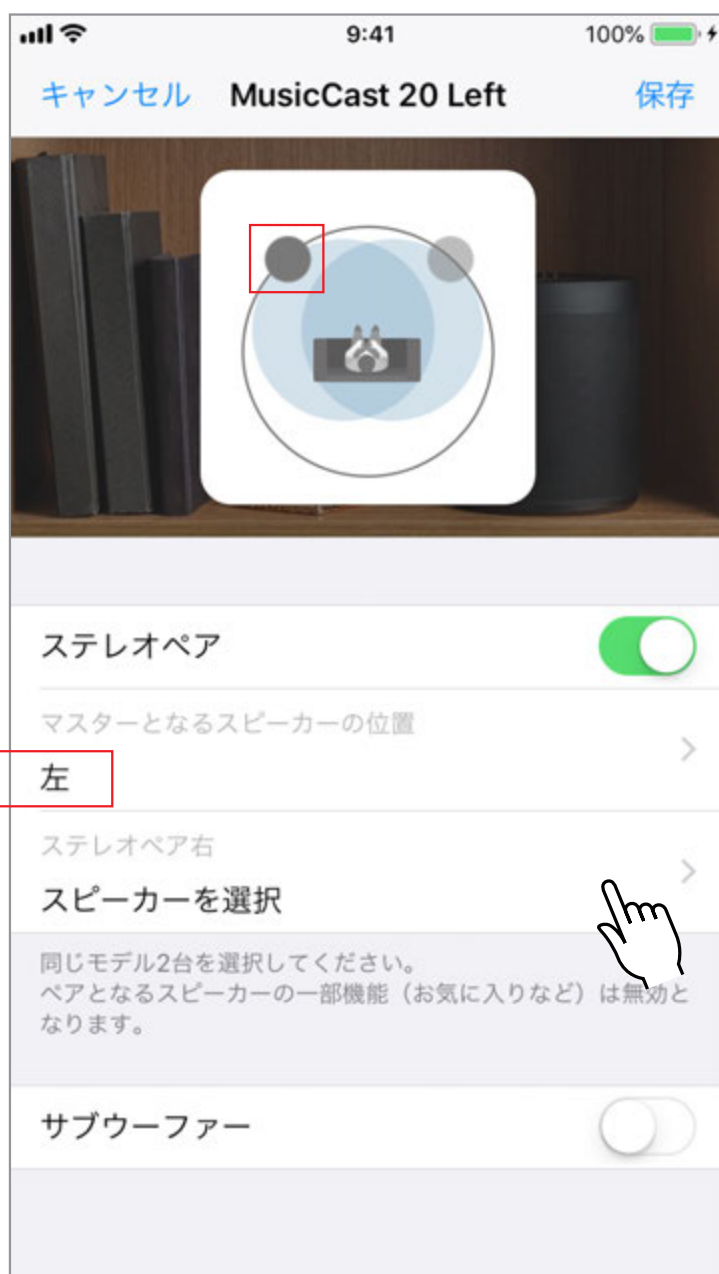 9:41
100%
キャンセル MusicCast 20 Left 保存
ステレオペア
マスターとなるスピーカーの位置
左
ステレオペア右
スピーカーを選択
同じモデル2台を選択してください。
ペアとなるスピーカーの一部機能（お気に入りなど）は無効と
なります。
サブウーファー